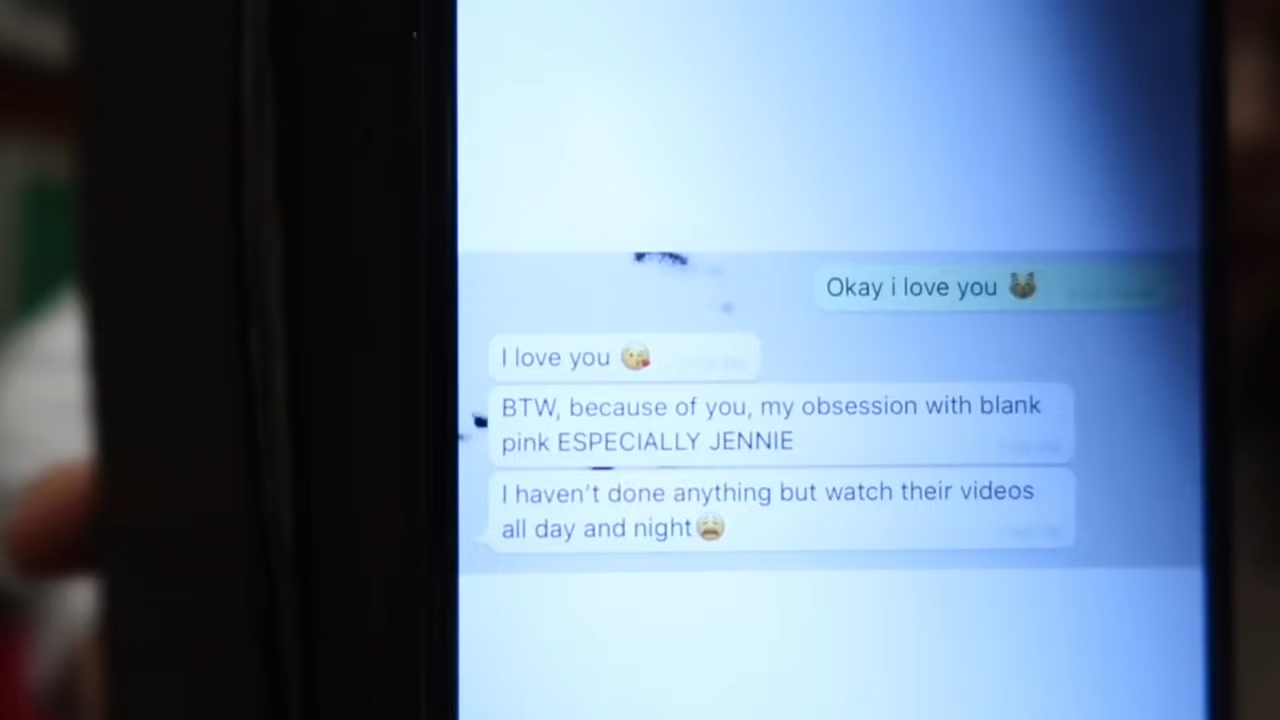 Okay i love you 😺
I love you 😘
BTW, because of you, my obsession with blank
pink ESPECIALLY JENNIE
I haven't done anything but watch their videos
all day and night😩